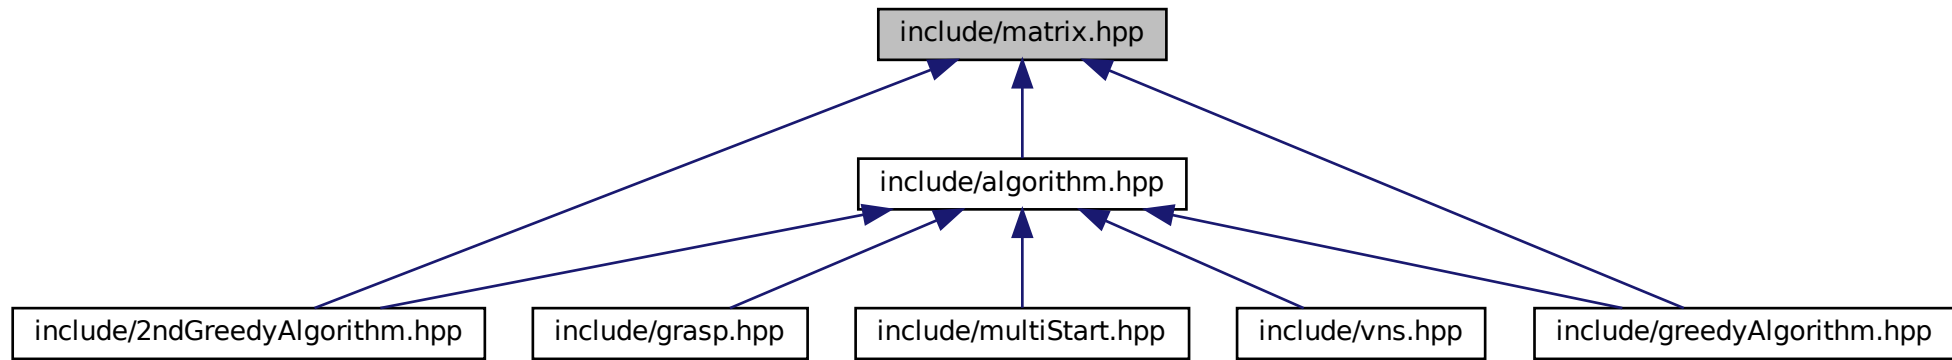 include/matrix.hpp
include/algorithm.hpp
include/2ndGreedyAlgorithm.hpp
include/grasp.hpp
include/multiStart.hpp
include/vns.hpp
include/greedyAlgorithm.hpp